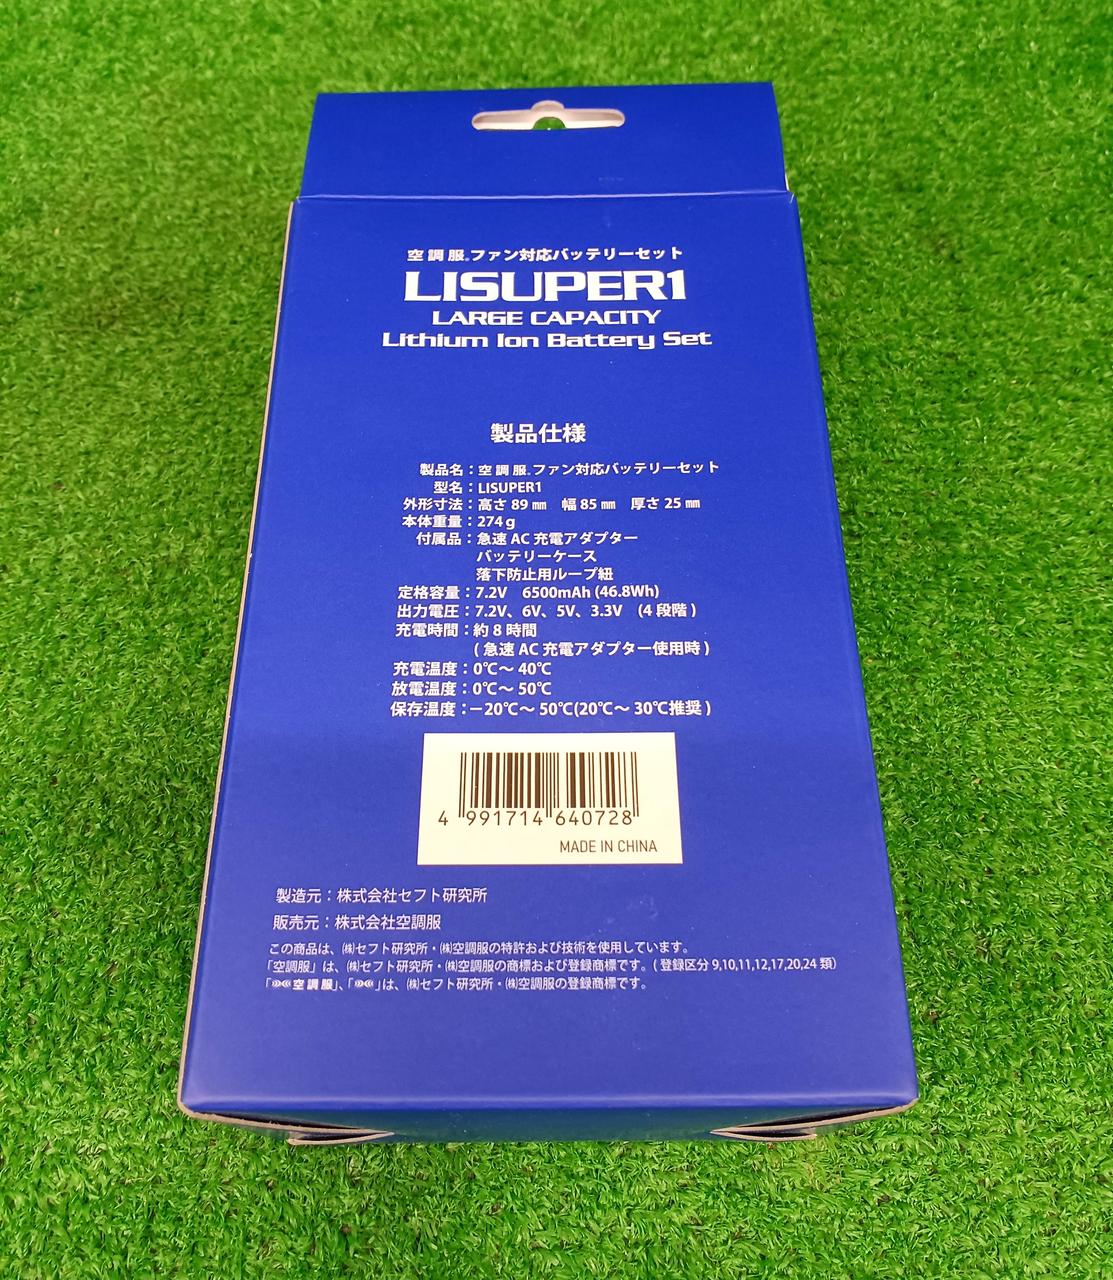 空調服®ファン対応バッテリーセット
LISUPER1
LARGE CAPACITY
Lithium Ion Battery Set
製品仕様
製品名：空調服®ファン対応バッテリーセット
型名：LISUPER1
外形寸法：高さ 89 ㎜　幅 85 ㎜　厚さ 25 ㎜
本体重量：274g
付属品：急速 AC 充電アダプター
バッテリーケース
落下防止用ループ紐
定格容量：7.2V　6500mAh (46.8Wh)
出力電圧：7.2V、6V、5V、3.3V　(4 段階 )
充電時間：約 8 時間
( 急速 AC 充電アダプター使用時 )
充電温度：0℃～ 40℃
放電温度：0℃～ 50℃
保存温度：－20℃～ 50℃(20℃～ 30℃推奨 )
4 991714 640728
MADE IN CHINA
製造元：株式会社セフト研究所
販売元：株式会社空調服
この商品は、㈱セフト研究所・㈱空調服の特許および技術を使用しています。
「空調服」は、㈱セフト研究所・㈱空調服の商標および登録商標です。( 登録区分 9,10,11,12,17,20,24 類）
「空調服」、「」は、㈱セフト研究所・㈱空調服の登録商標です。